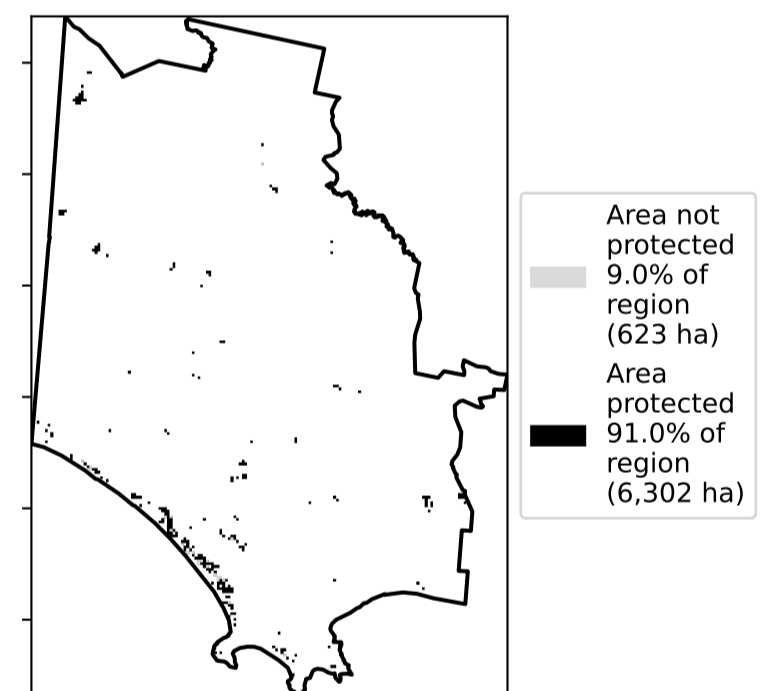 Area not
protected
9.0% of
region
(623 ha)
Area
protected
91.0% of
region
(6,302 ha)